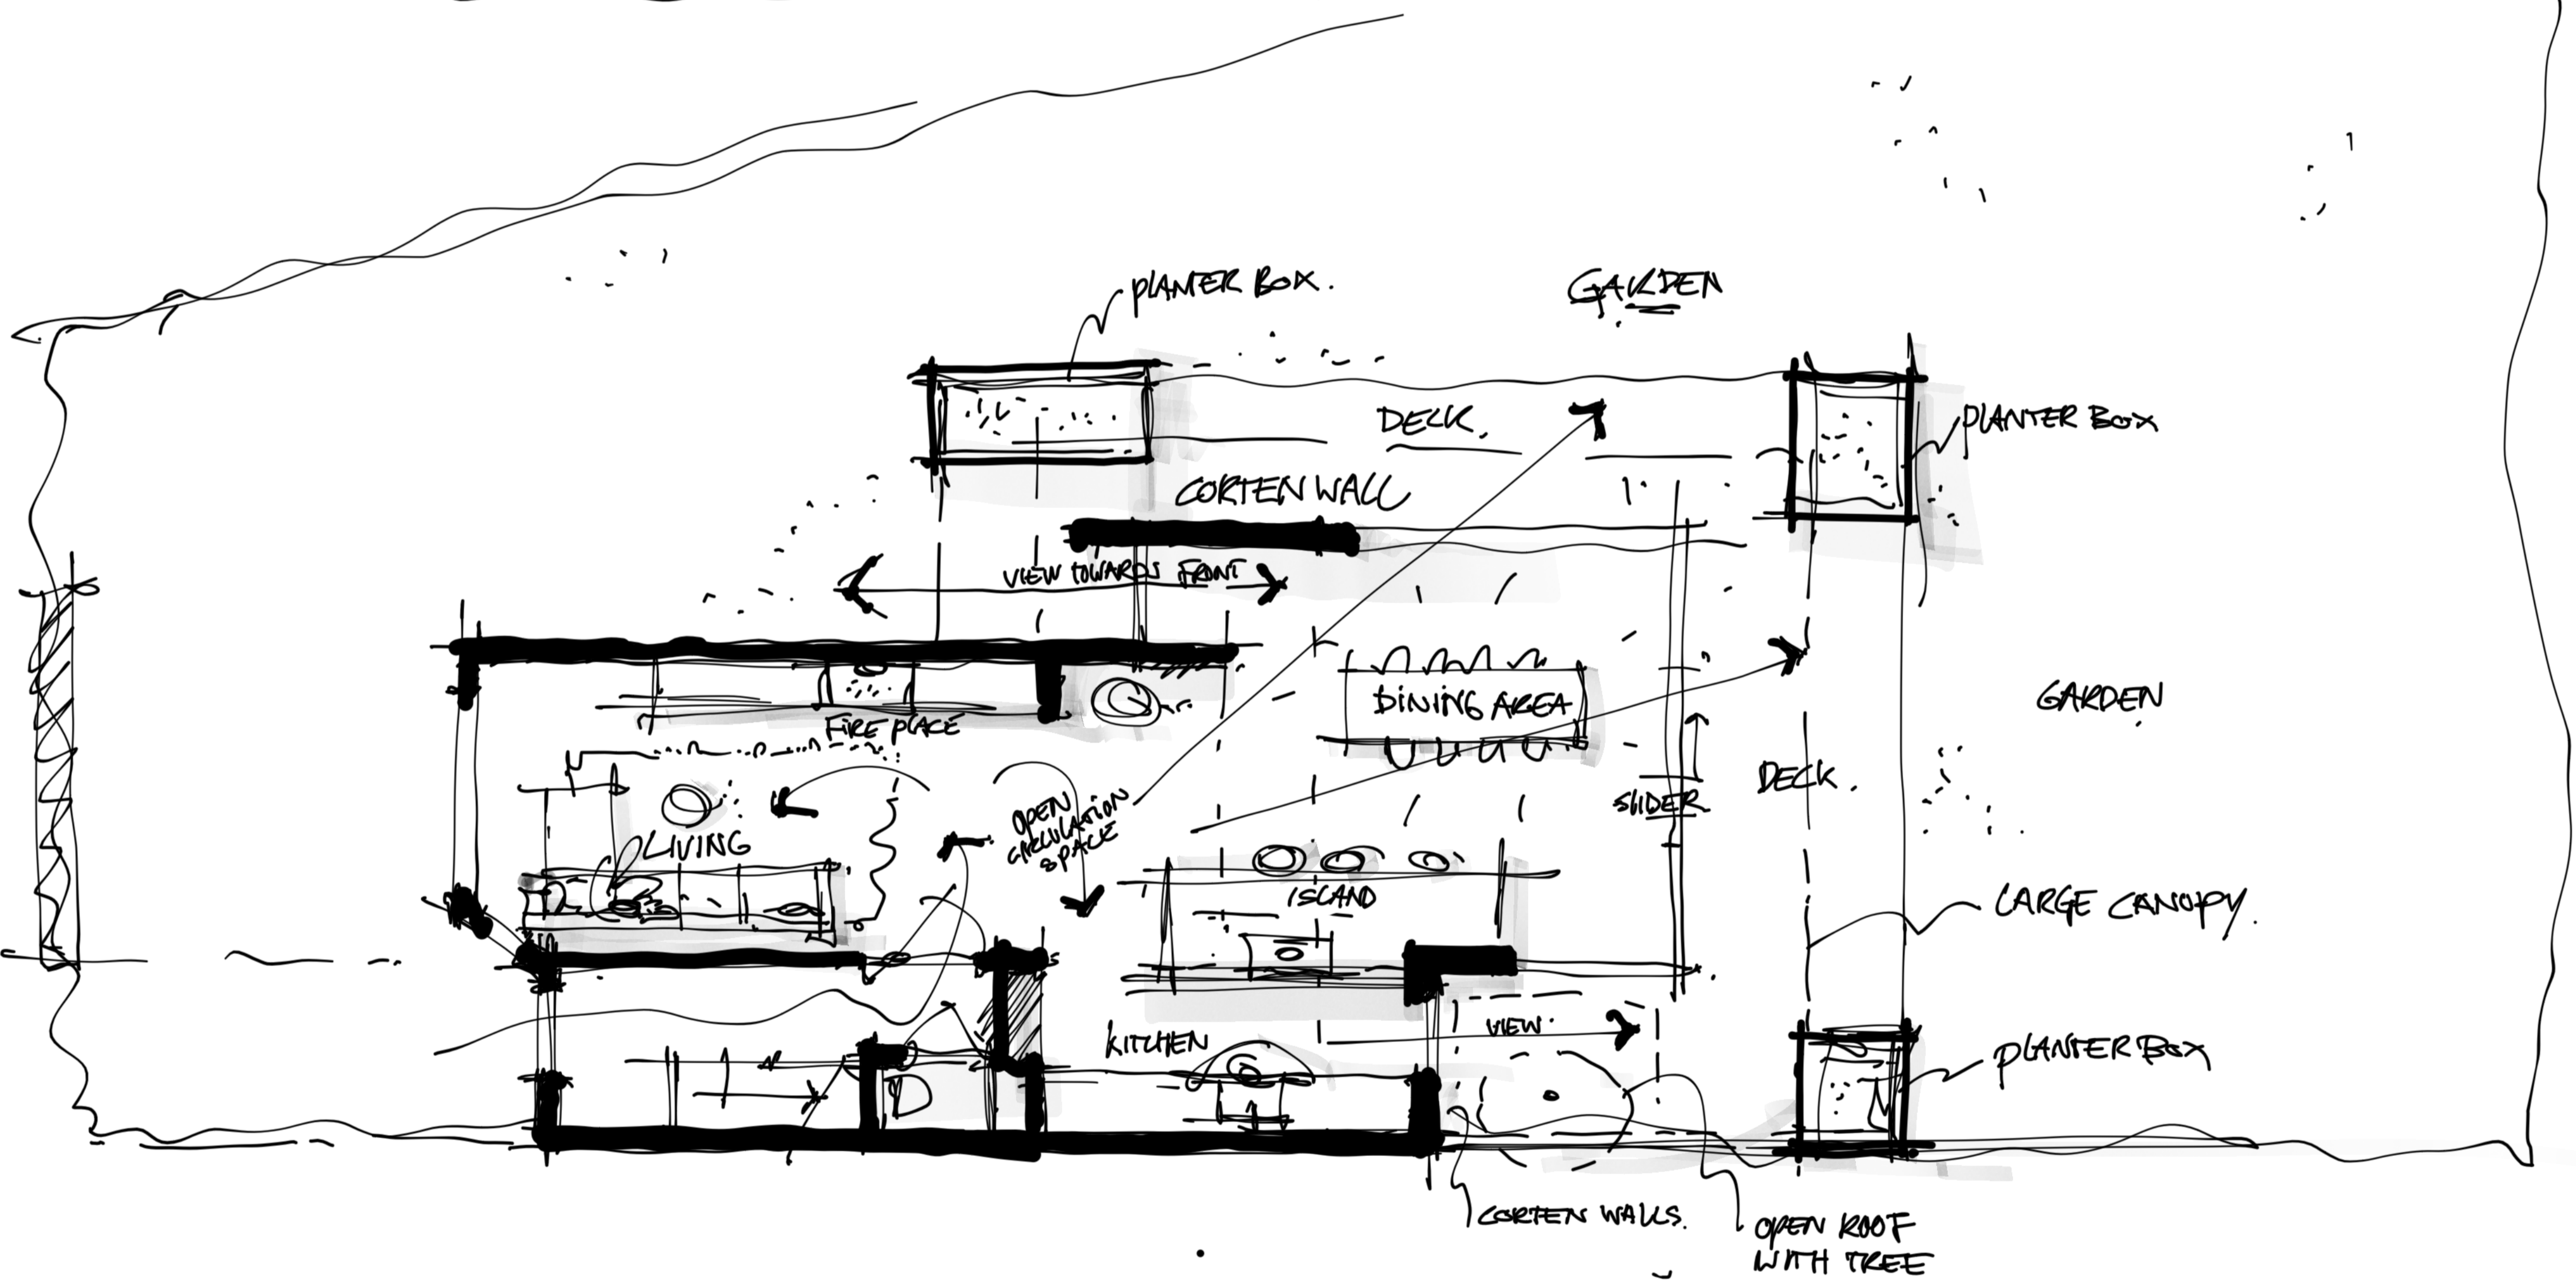 PLANTER BOX.
GARDEN
DECK.
PLANTER BOX
CORTEN WALL
VIEW TOWARDS FRONT
DINING AREA
GARDEN
FIRE PLACE
DECK.
SLIDER
OPEN
CIRCULATION
SPACE
LIVING
ISLAND
LARGE CANOPY.
VIEW.
KITCHEN
PLANTER BOX
CORTEN WALLS.
OPEN ROOF
WITH TREE